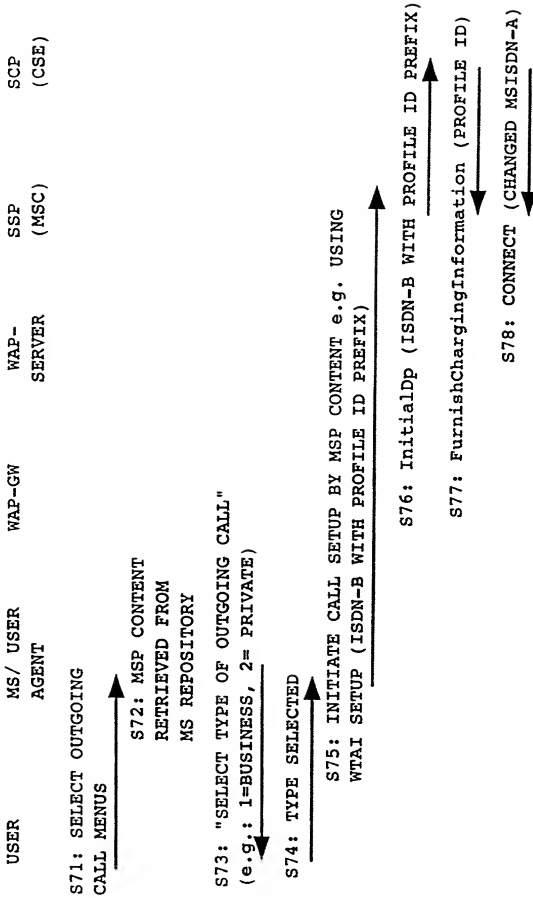 USER
MS/ USER
AGENT
WAP-GW
WAP-
SERVER
SSP
(MSC)
SCP
(CSE)
S71: SELECT OUTGOING
CALL MENUS
S72: MSP CONTENT
RETRIEVED FROM
MS REPOSITORY
S73: "SELECT TYPE OF OUTGOING CALL"
(e.g.: 1=BUSINESS, 2= PRIVATE)
S74: TYPE SELECTED
S75: INITIATE CALL SETUP BY MSP CONTENT e.g. USING
WTAI SETUP (ISDN-B WITH PROFILE ID PREFIX)
S76: InitialDp (ISDN-B WITH PROFILE ID PREFIX)
S77: FurnishChargingInformation (PROFILE ID)
S78: CONNECT (CHANGED MSISDN-A)